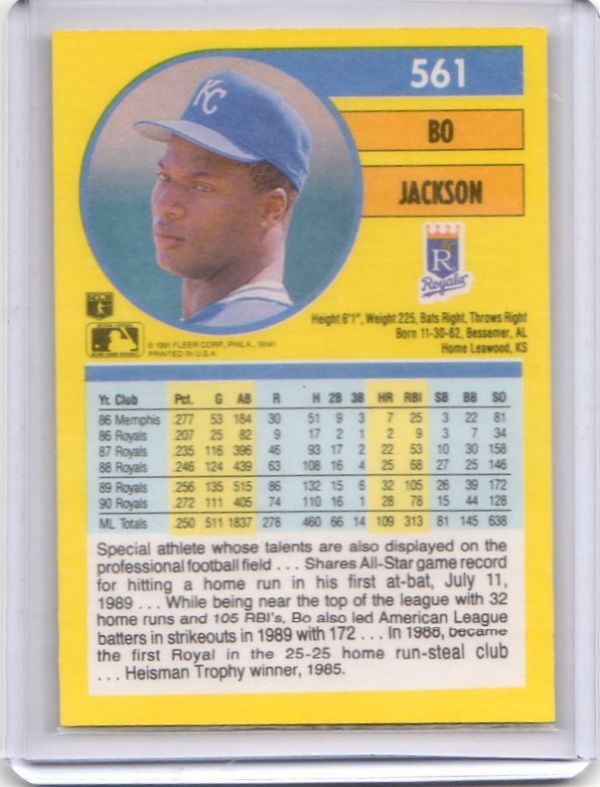 561
BO
JACKSON
KC
R
Royals
Height 6'1", Weight 225, Bats Right, Throws Right
Born 11-30-62, Bessemer, AL
Home Leawood, KS
© 1991 FLEER CORP., PHILA., 19141
PRINTED IN U.S.A.
Yr. Club Pct. G AB R H 2B 3B HR RBI SB BB SO
86 Memphis .277 53 184 30 51 9 3 7 25 3 22 81
86 Royals .207 25 82 9 17 2 1 2 9 3 7 34
87 Royals .235 116 396 46 93 17 2 22 53 10 30 158
88 Royals .246 124 439 63 108 16 4 25 68 27 25 146
89 Royals .256 135 515 86 132 15 6 32 105 26 39 172
90 Royals .272 111 405 74 110 16 1 28 78 15 44 128
ML Totals .250 511 1837 278 460 66 14 109 313 81 145 638
Special athlete whose talents are also displayed on the
professional football field . . . Shares All-Star game record
for hitting a home run in his first at-bat, July 11,
1989 . . . While being near the top of the league with 32
home runs and 105 RBI's, Bo also led American League
batters in strikeouts in 1989 with 172 . . . In 1988, became
the first Royal in the 25-25 home run-steal club
. . . Heisman Trophy winner, 1985.